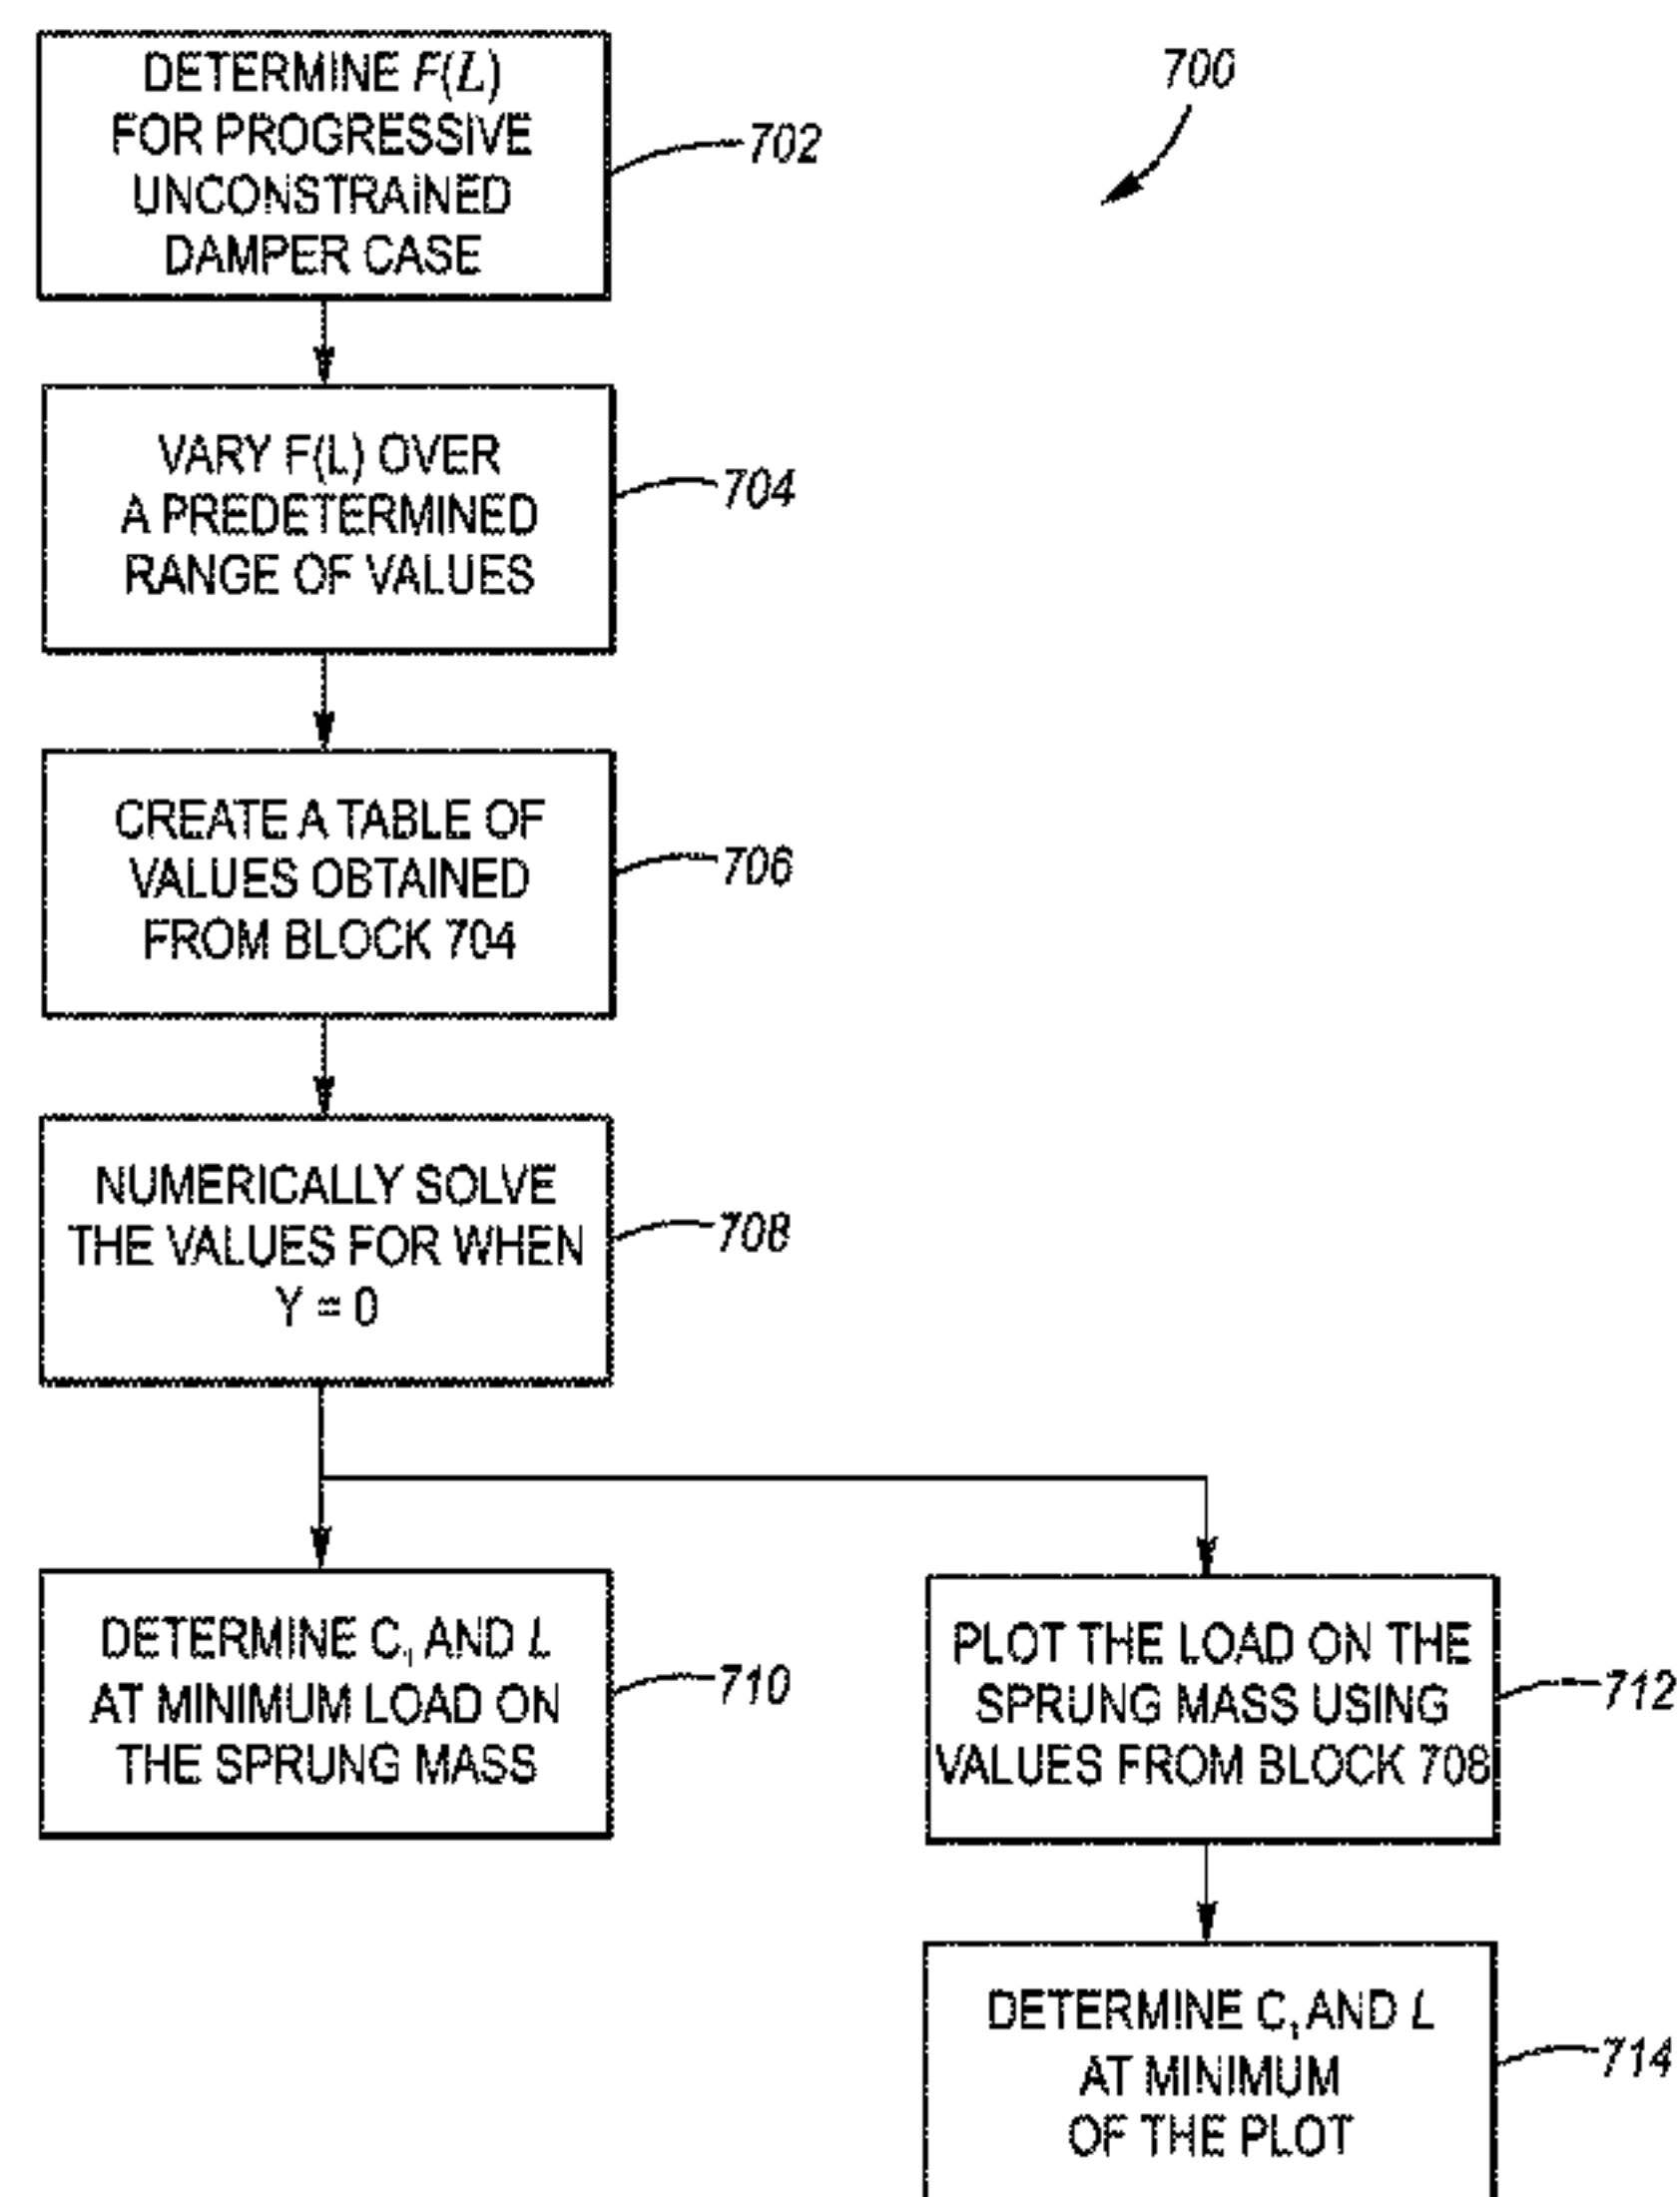 DETERMINE F(L)
FOR PROGRESSIVE
UNCONSTRAINED
DAMPER CASE
702
700
VARY F(L) OVER
A PREDETERMINED
RANGE OF VALUES
704
CREATE A TABLE OF
VALUES OBTAINED
FROM BLOCK 704
706
NUMERICALLY SOLVE
THE VALUES FOR WHEN
Y = 0
708
DETERMINE C₁ AND L
AT MINIMUM LOAD ON
THE SPRUNG MASS
710
PLOT THE LOAD ON THE
SPRUNG MASS USING
VALUES FROM BLOCK 708
712
DETERMINE C₁ AND L
AT MINIMUM
OF THE PLOT
714